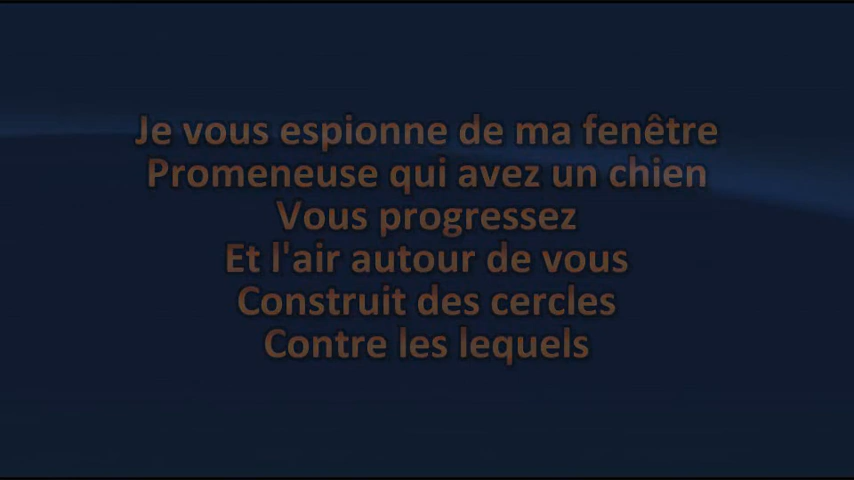 Je vous espionne de ma fenêtre
Promeneuse qui avez un chien
Vous progressez
Et l'air autour de vous
Construit des cercles
Contre les lequels